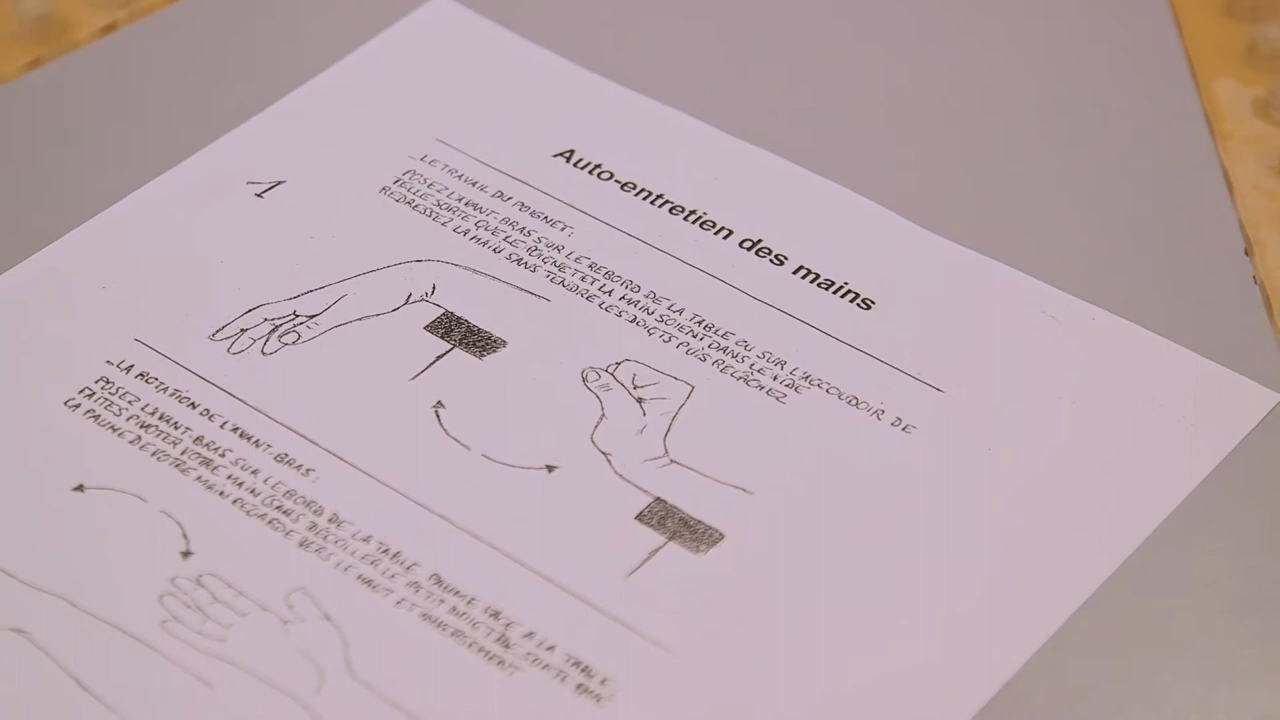 Auto-entretien des mains
1
...LE TRAVAIL DU POIGNET:
POSEZ L'AVANT-BRAS SUR LE REBORD DE LA TABLE OU SUR L'ACCOUDOIR DE
TELLE SORTE QUE LE POIGNET ET LA MAIN SOIENT DANS LE VIDE
REDRESSEZ LA MAIN SANS TENDRE LES DOIGTS PUIS RELÂCHEZ
...LA ROTATION DE L'AVANT-BRAS:
POSEZ L'AVANT-BRAS SUR LE BORD DE LA TABLE PAUME FACE A LA TABLE.
FAITES PIVOTER VOTRE MAIN (SANS DÉCOLLER LE PETIT DOIGT) DE SORTE QUE
LA PAUME DE VOTRE MAIN REGARDE VERS LE HAUT ET INVERSEMENT